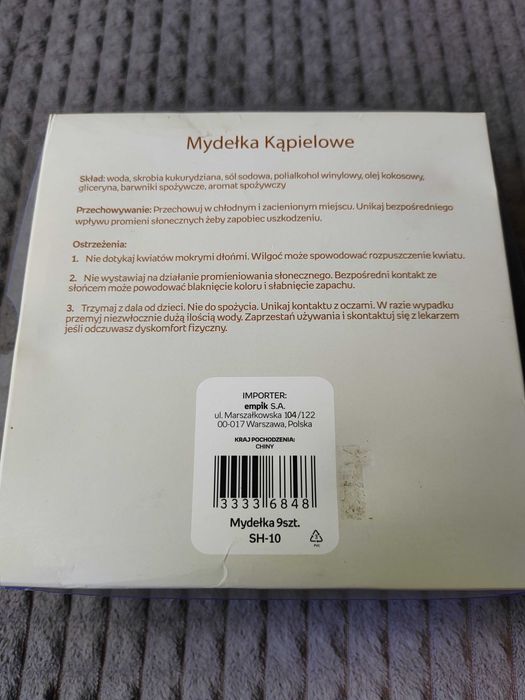 Mydełka Kąpielowe
Skład: woda, skrobia kukurydziana, sól sodowa, polialkohol winylowy, olej kokosowy,
gliceryna, barwniki spożywcze, aromat spożywczy
Przechowywanie: Przechowuj w chłodnym i zacienionym miejscu. Unikaj bezpośredniego
wpływu promieni słonecznych żeby zapobiec uszkodzeniu.
Ostrzeżenia:
1. Nie dotykaj kwiatów mokrymi dłońmi. Wilgoć może spowodować rozpuszczenie kwiatu.
2. Nie wystawiaj na działanie promieniowania słonecznego. Bezpośredni kontakt ze
słońcem może powodować blaknięcie koloru i słabnięcie zapachu.
3. Trzymaj z dala od dzieci. Nie do spożycia. Unikaj kontaktu z oczami. W razie wypadku
przemyj niezwłocznie dużą ilością wody. Zaprzestań używania i skontaktuj się z lekarzem
jeśli odczuwasz dyskomfort fizyczny.
IMPORTER:
empik S.A.
ul. Marszałkowska 104/122
00-017 Warszawa, Polska
KRAJ POCHODZENIA:
CHINY
3333 6848
Mydełka 9szt.
SH-10